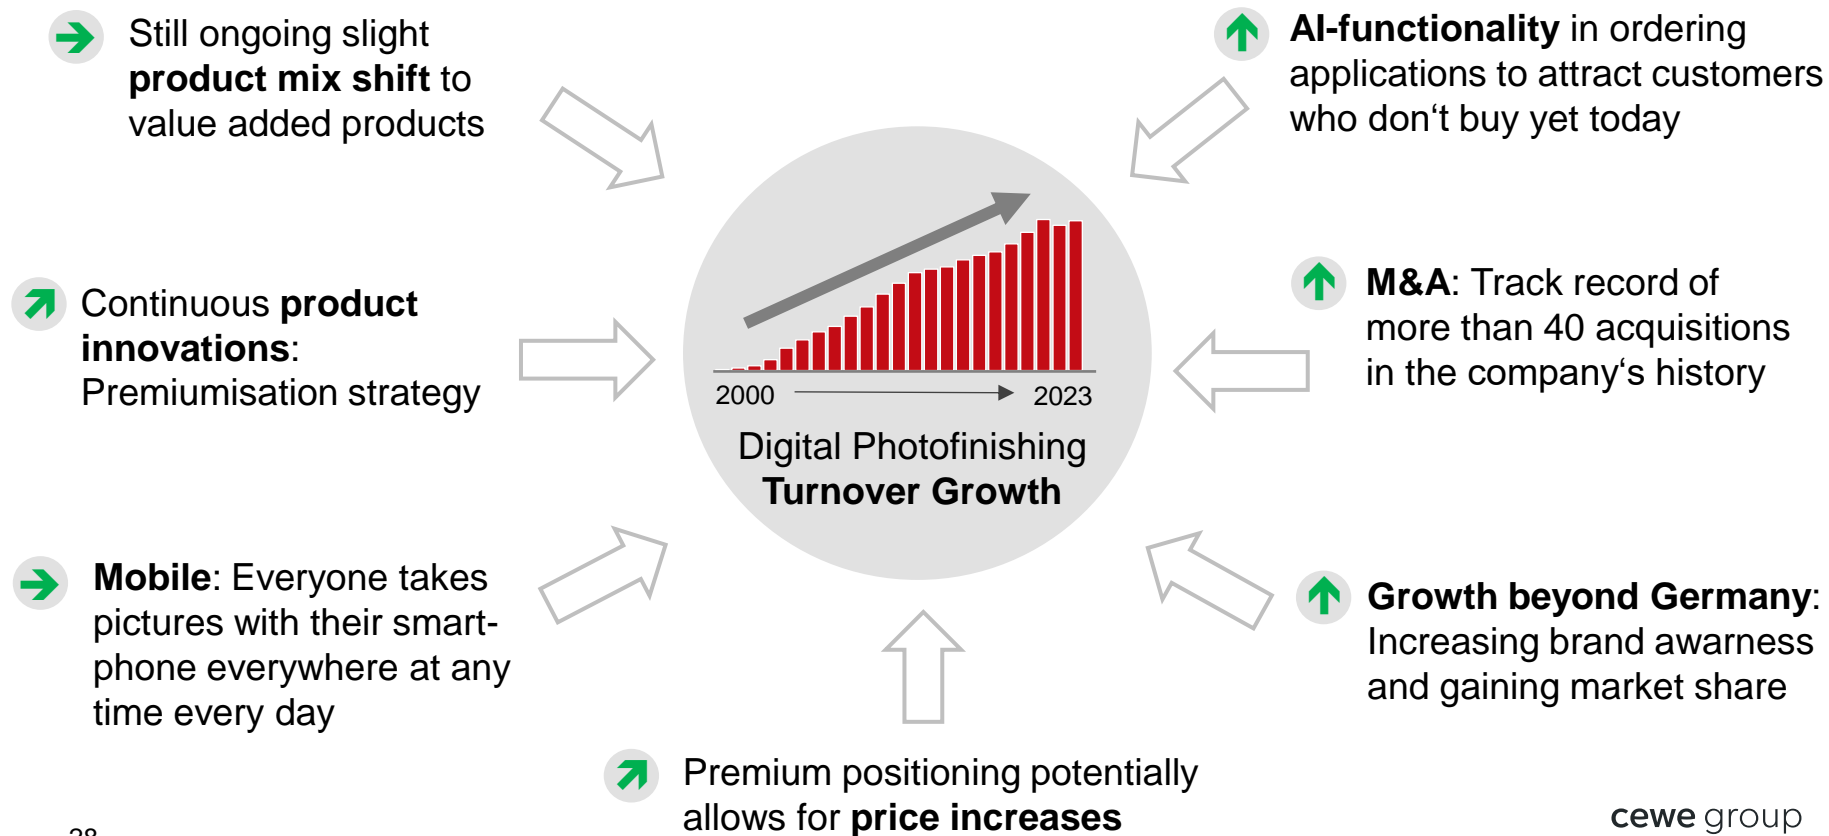 Still ongoing slight
product mix shift to
value added products
AI-functionality in ordering
applications to attract customers
who don‘t buy yet today
Continuous product
innovations:
Premiumisation strategy
M&A: Track record of
more than 40 acquisitions
in the company‘s history
2000
2023
Digital Photofinishing
Turnover Growth
Mobile: Everyone takes
pictures with their smart-
phone everywhere at any
time every day
Growth beyond Germany:
Increasing brand awarness
and gaining market share
Premium positioning potentially
allows for price increases
cewe group